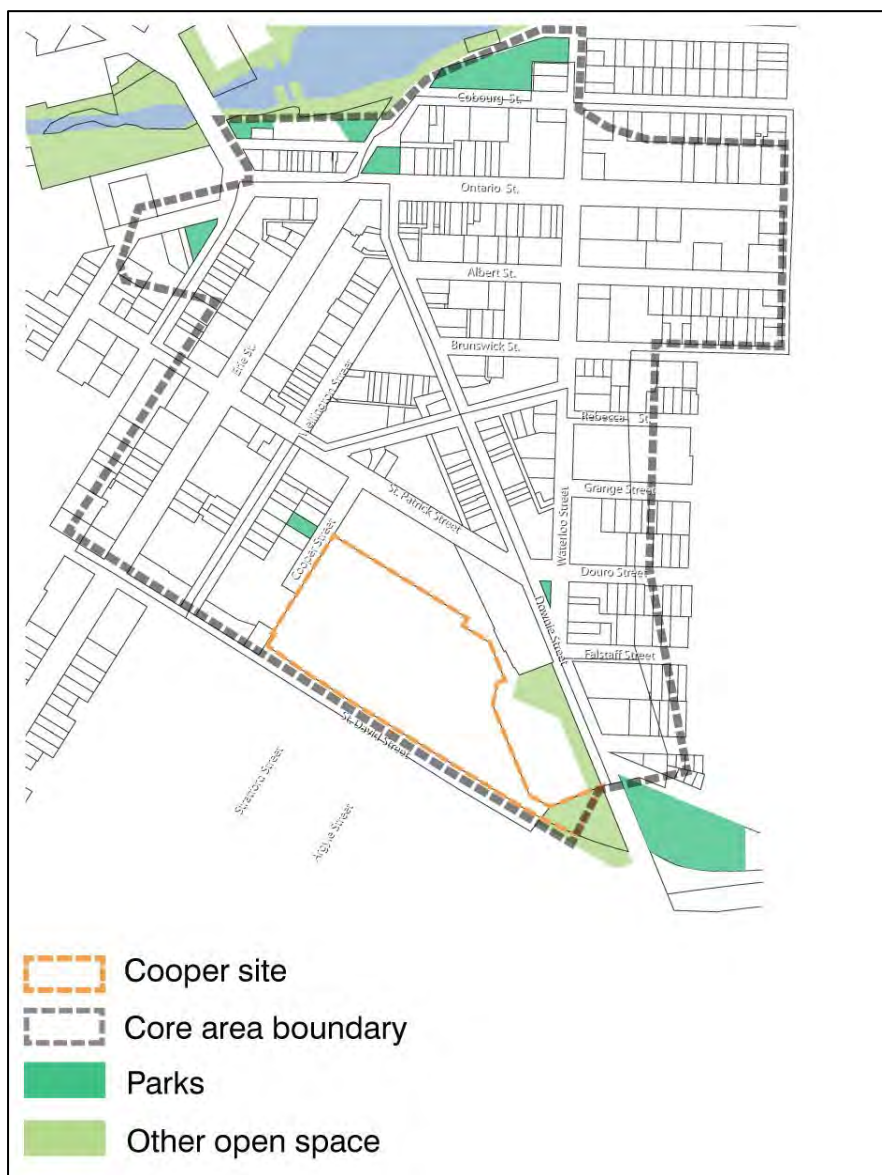 Cobourg St.
Ontario St.
Albert St.
Brunswick St.
Erie St.
Wellington Street
Rebecca St.
St. Patrick Street
Grange Street
Waterloo Street
Cooper Street
Douro Street
Downie Street
Falstaff Street
St. David Street
Stratford Street
Argyle Street
Cooper site
Core area boundary
Parks
Other open space